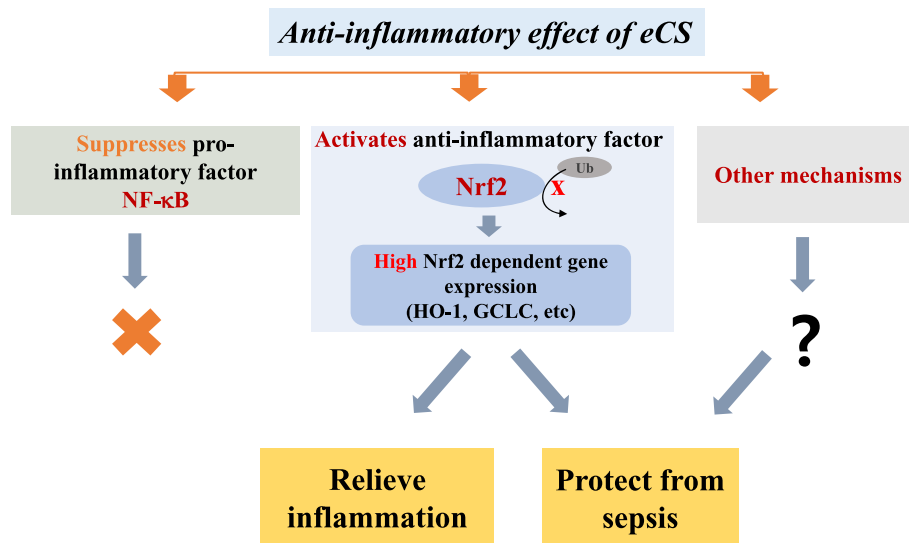 Anti-inflammatory effect of eCS
Suppresses pro-
inflammatory factor
NF-κB
Activates anti-inflammatory factor
Ub
Nrf2
x
High Nrf2 dependent gene
expression
(HO-1, GCLC, etc)
Other mechanisms
?
Relieve
inflammation
Protect from
sepsis